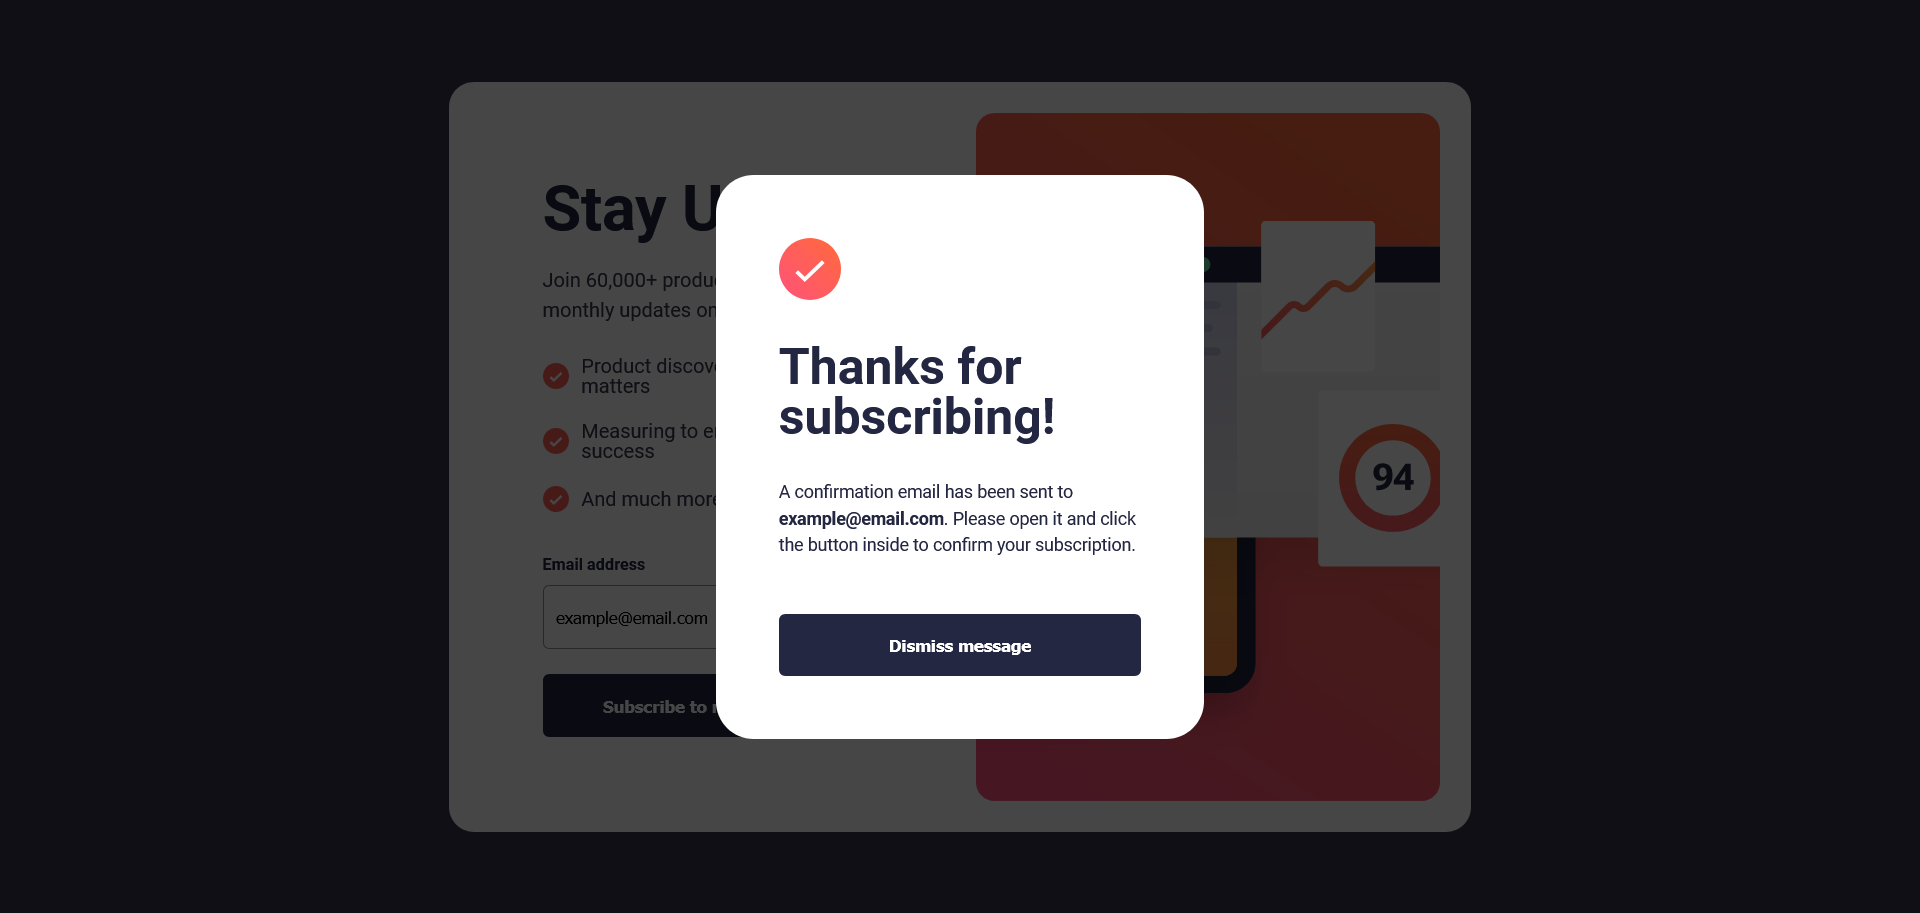 Stay U
Join 60,000+ produ
monthly updates on
Product discov
matters
Measuring to e
success
And much more
Email address
example@email.com
Subscribe to
94
Thanks for
subscribing!
A confirmation email has been sent to
example@email.com. Please open it and click
the button inside to confirm your subscription.
Dismiss message